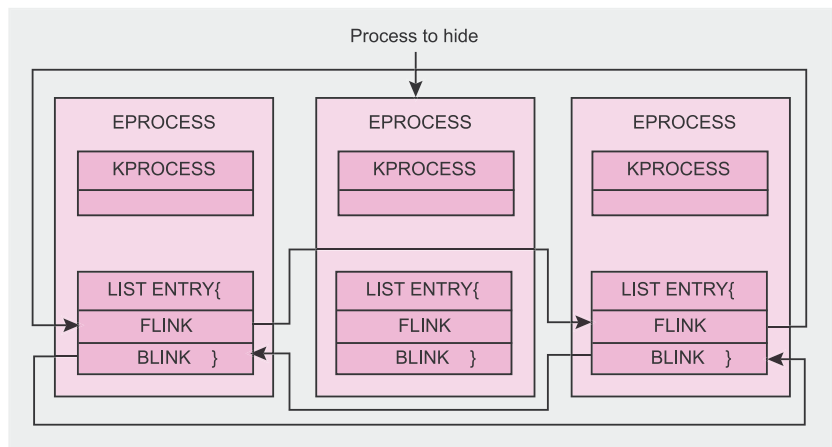 Process to hide
EPROCESS
KPROCESS
LIST ENTRY{
FLINK
BLINK }
EPROCESS
KPROCESS
LIST ENTRY{
FLINK
BLINK }
EPROCESS
KPROCESS
LIST ENTRY{
FLINK
BLINK }